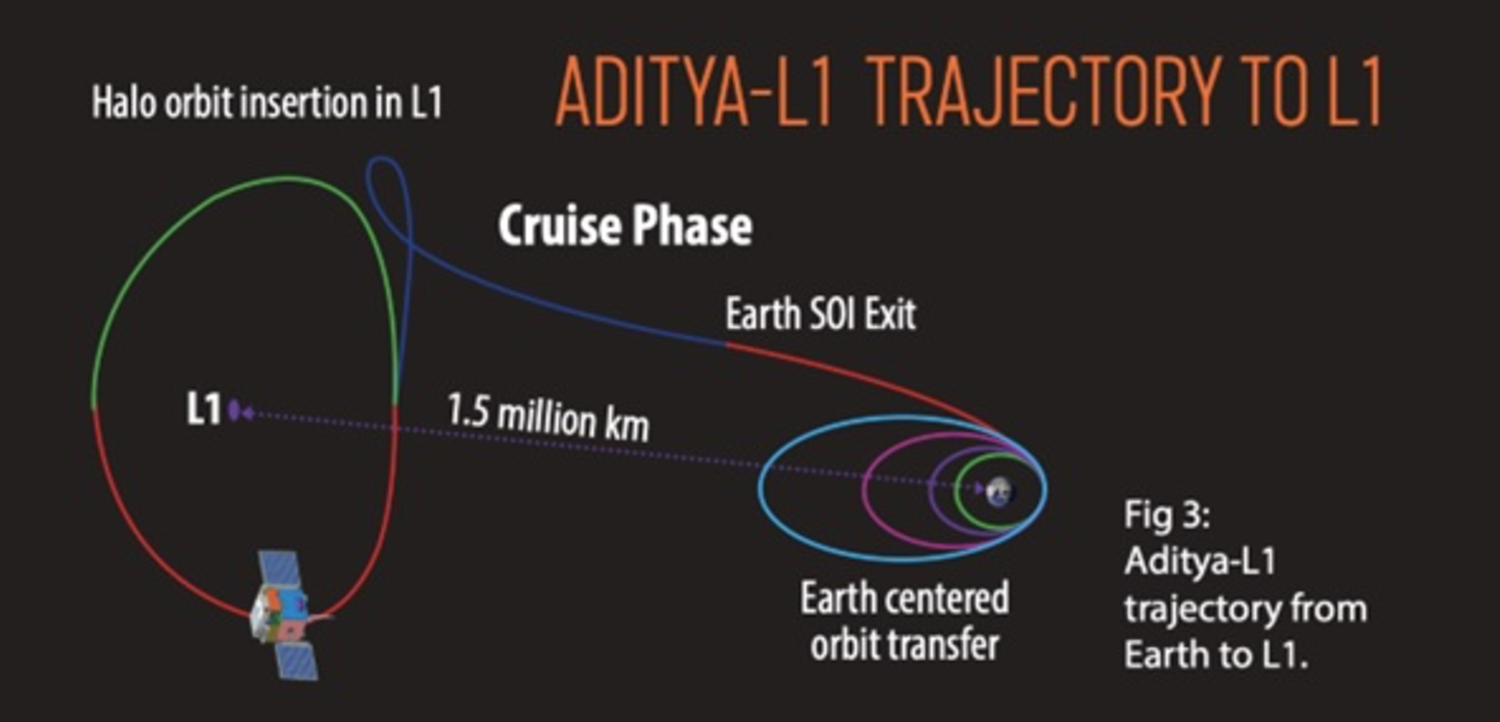 ADITYA-L1 TRAJECTORY TO L1
Halo orbit insertion in L1
Cruise Phase
Earth SOI Exit
L1
1.5 million km
Earth centered
orbit transfer
Fig 3:
Aditya-L1
trajectory from
Earth to L1.